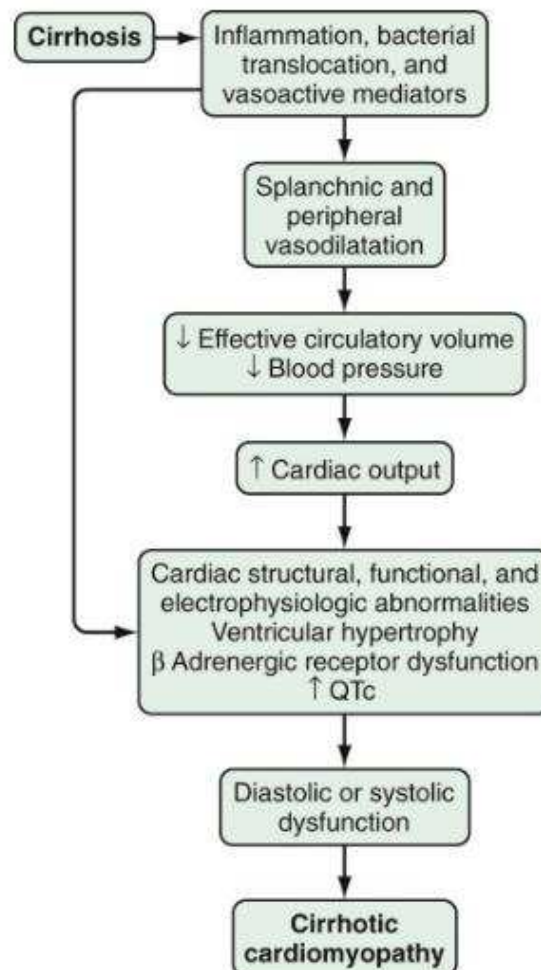 Cirrhosis
Inflammation, bacterial
translocation, and
vasoactive mediators
Splanchnic and
peripheral
vasodilatation
↓ Effective circulatory volume
↓ Blood pressure
↑ Cardiac output
Cardiac structural, functional, and
electrophysiologic abnormalities
Ventricular hypertrophy
β Adrenergic receptor dysfunction
↑ QTc
Diastolic or systolic
dysfunction
Cirrhotic
cardiomyopathy